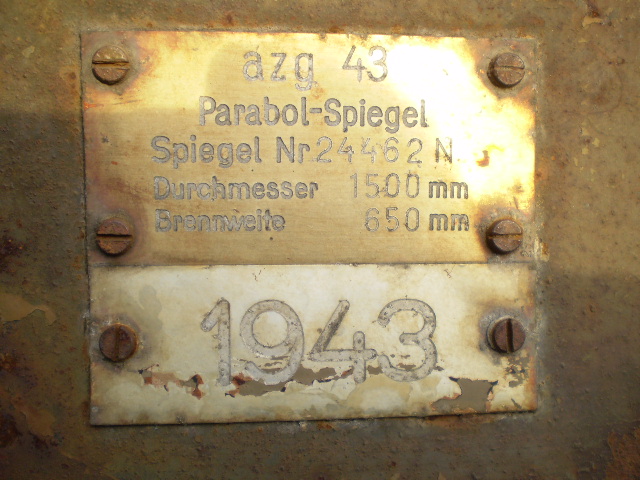 azg 43
Parabol-Spiegel
Spiegel Nr. 24462 N
Durchmesser 1500 mm
Brennweite 650 mm
1943